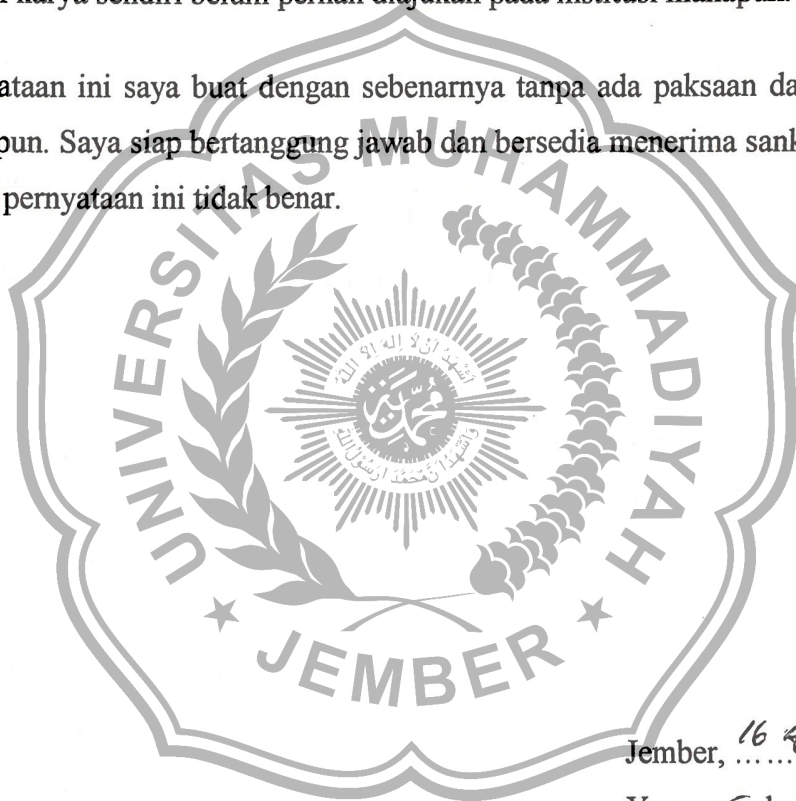 karya sendiri belum pernah diajukan pada institusi manapun.
ataan ini saya buat dengan sebenarnya tanpa ada paksaan da
pun. Saya siap bertanggung jawab dan bersedia menerima sank
pernyataan ini tidak benar.
UNIVERSITAS MUHAMMADIYAH
JEMBER
Jember, 16